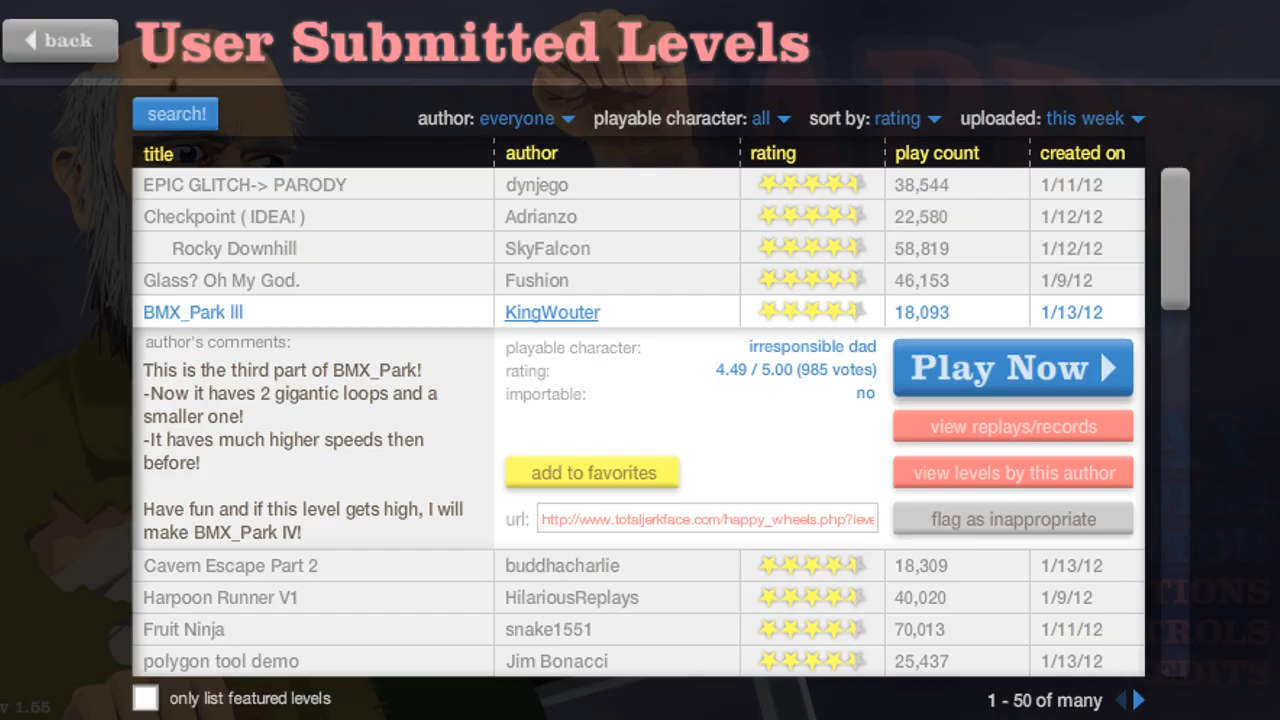 back
User Submitted Levels
search!
author: everyone playable character: all sort by: rating uploaded: this week
title author rating play count created on
EPIC GLITCH-> PARODY dynjego 38,544 1/11/12
Checkpoint ( IDEA! ) Adrianzo 22,580 1/12/12
Rocky Downhill SkyFalcon 58,819 1/12/12
Glass? Oh My God. Fushion 46,153 1/9/12
BMX_Park lll KingWouter 18,093 1/13/12
author's comments:
This is the third part of BMX_Park!
-Now it haves 2 gigantic loops and a
smaller one!
-It haves much higher speeds then
before!
Have fun and if this level gets high, I will
make BMX_Park IV!
playable character: irresponsible dad
rating: 4.49 / 5.00 (985 votes)
importable: no
add to favorites
url: http://www.totaljerkface.com/happy_wheels.php?leve
Play Now
view replays/records
view levels by this author
flag as inappropriate
Cavern Escape Part 2 buddhacharlie 18,309 1/13/12
Harpoon Runner V1 HilariousReplays 40,020 1/9/12
Fruit Ninja snake1551 70,013 1/11/12
polygon tool demo Jim Bonacci 25,437 1/13/12
only list featured levels
1 - 50 of many
v 1.55